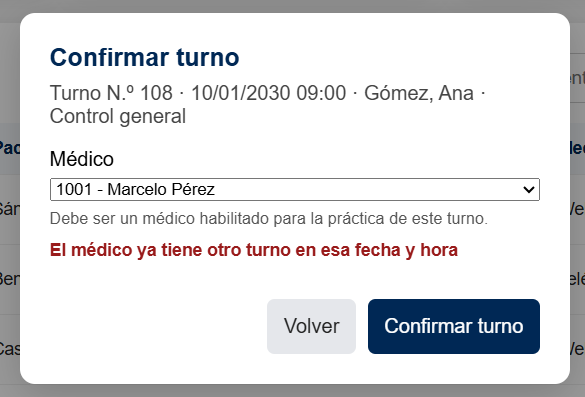 Confirmar turno
Turno N.º 108 · 10/01/2030 09:00 · Gómez, Ana ·
Control general
Médico
1001 - Marcelo Pérez
Debe ser un médico habilitado para la práctica de este turno.
El médico ya tiene otro turno en esa fecha y hora
Volver
Confirmar turno